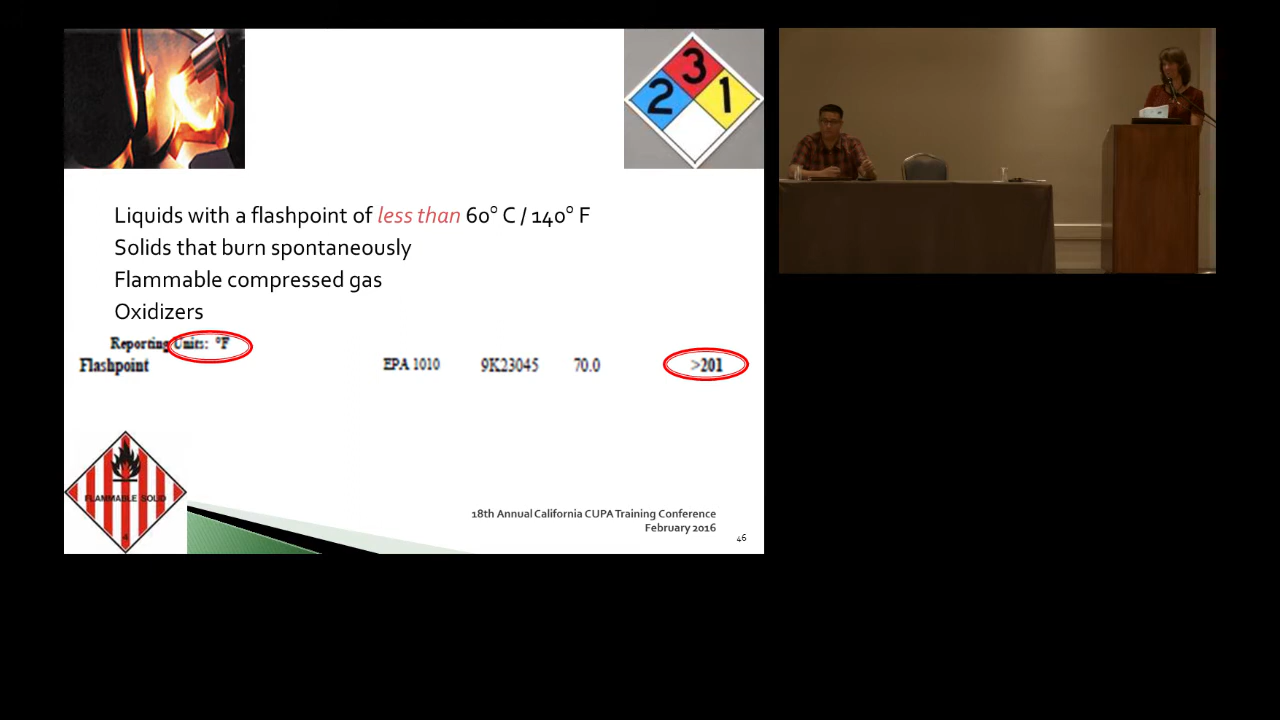 3
2 1
Liquids with a flashpoint of less than 60° C / 140° F
Solids that burn spontaneously
Flammable compressed gas
Oxidizers
Reporting Units: °F
Flashpoint EPA 1010 9K23045 70.0 >201
FLAMMABLE SOLID
4
18th Annual California CUPA Training Conference
February 2016
46